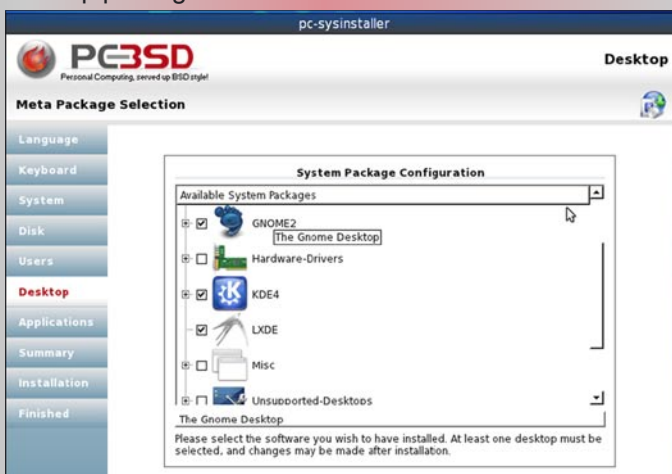 pc-sysinstaller
PCBSD
Personal Computing, served up BSD style!
Desktop
Meta Package Selection
Language
Keyboard
System
Disk
Users
Desktop
Applications
Summary
Installation
Finished
System Package Configuration
Available System Packages
GNOME2
The Gnome Desktop
Hardware-Drivers
KDE4
LXDE
Misc
Unsupported-Desktops
The Gnome Desktop
Please select the software you wish to have installed. At least one desktop must be
selected, and changes may be made after installation.